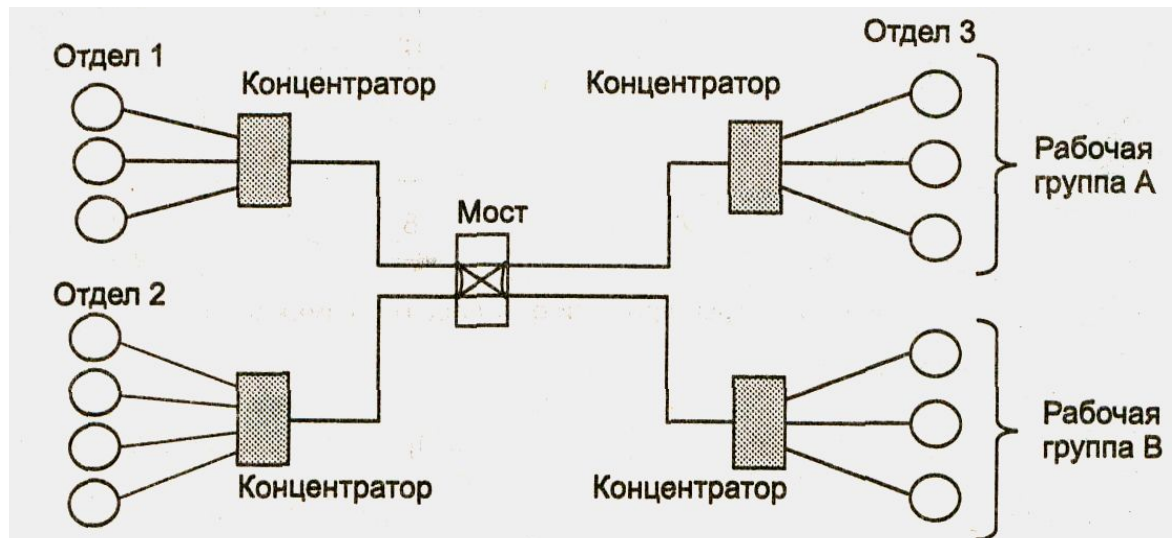 Отдел 1
Отдел 3
Концентратор
Концентратор
Рабочая
группа А
Мост
Отдел 2
Рабочая
группа В
Концентратор
Концентратор